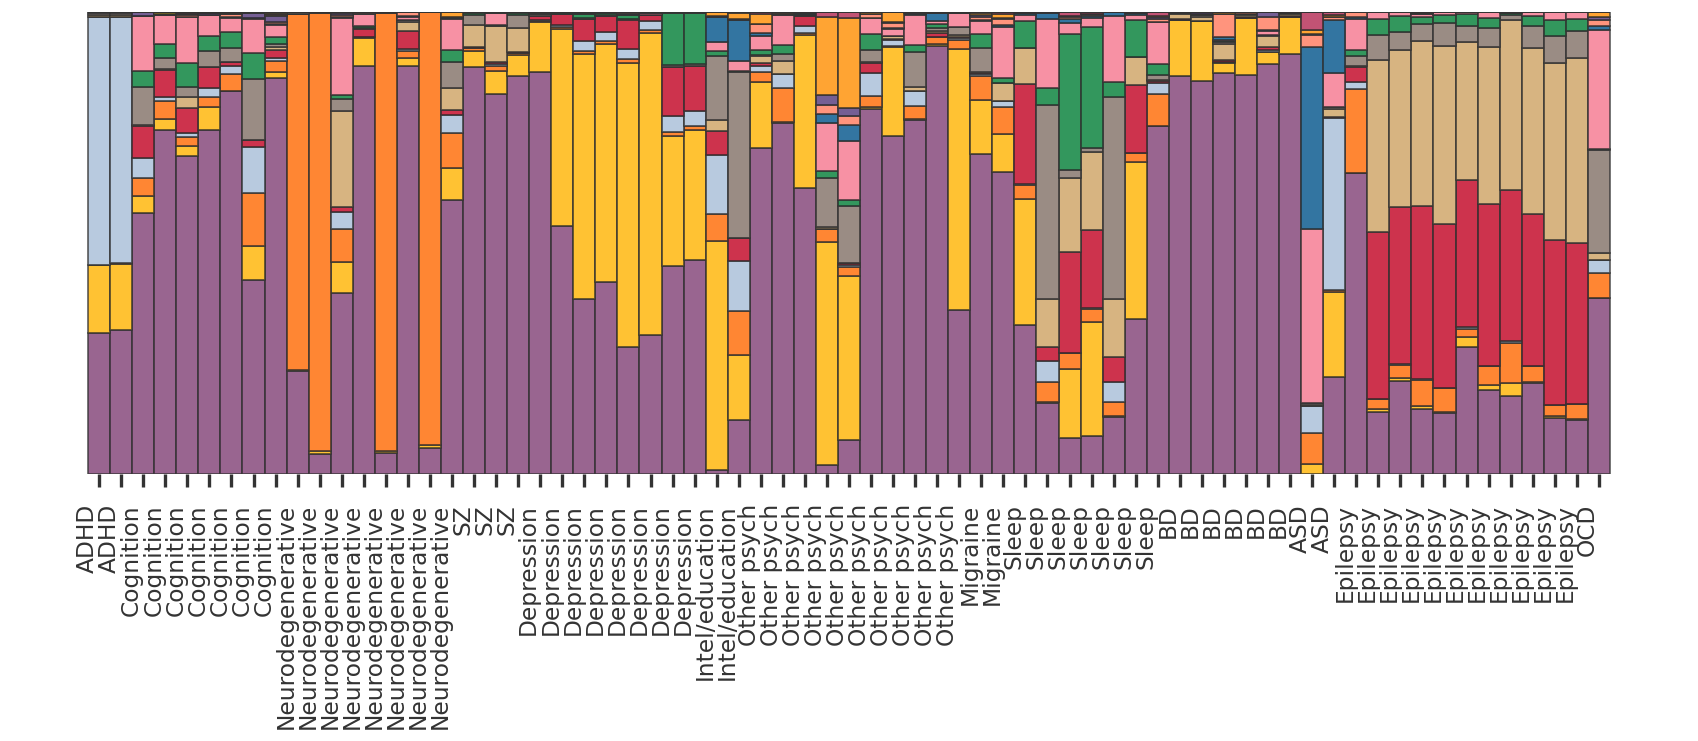 ADHD
ADHD
Cognition
Cognition
Cognition
Cognition
Cognition
Cognition
Cognition
Neurodegenerative
Neurodegenerative
Neurodegenerative
Neurodegenerative
Neurodegenerative
Neurodegenerative
Neurodegenerative
Neurodegenerative
SZ
SZ
SZ
Depression
Depression
Depression
Depression
Depression
Depression
Depression
Depression
Intel/education
Intel/education
Other psych
Other psych
Other psych
Other psych
Other psych
Other psych
Other psych
Other psych
Other psych
Other psych
Migraine
Migraine
Sleep
Sleep
Sleep
Sleep
Sleep
Sleep
Sleep
BD
BD
BD
BD
BD
BD
ASD
ASD
Epilepsy
Epilepsy
Epilepsy
Epilepsy
Epilepsy
Epilepsy
Epilepsy
Epilepsy
Epilepsy
Epilepsy
Epilepsy
OCD